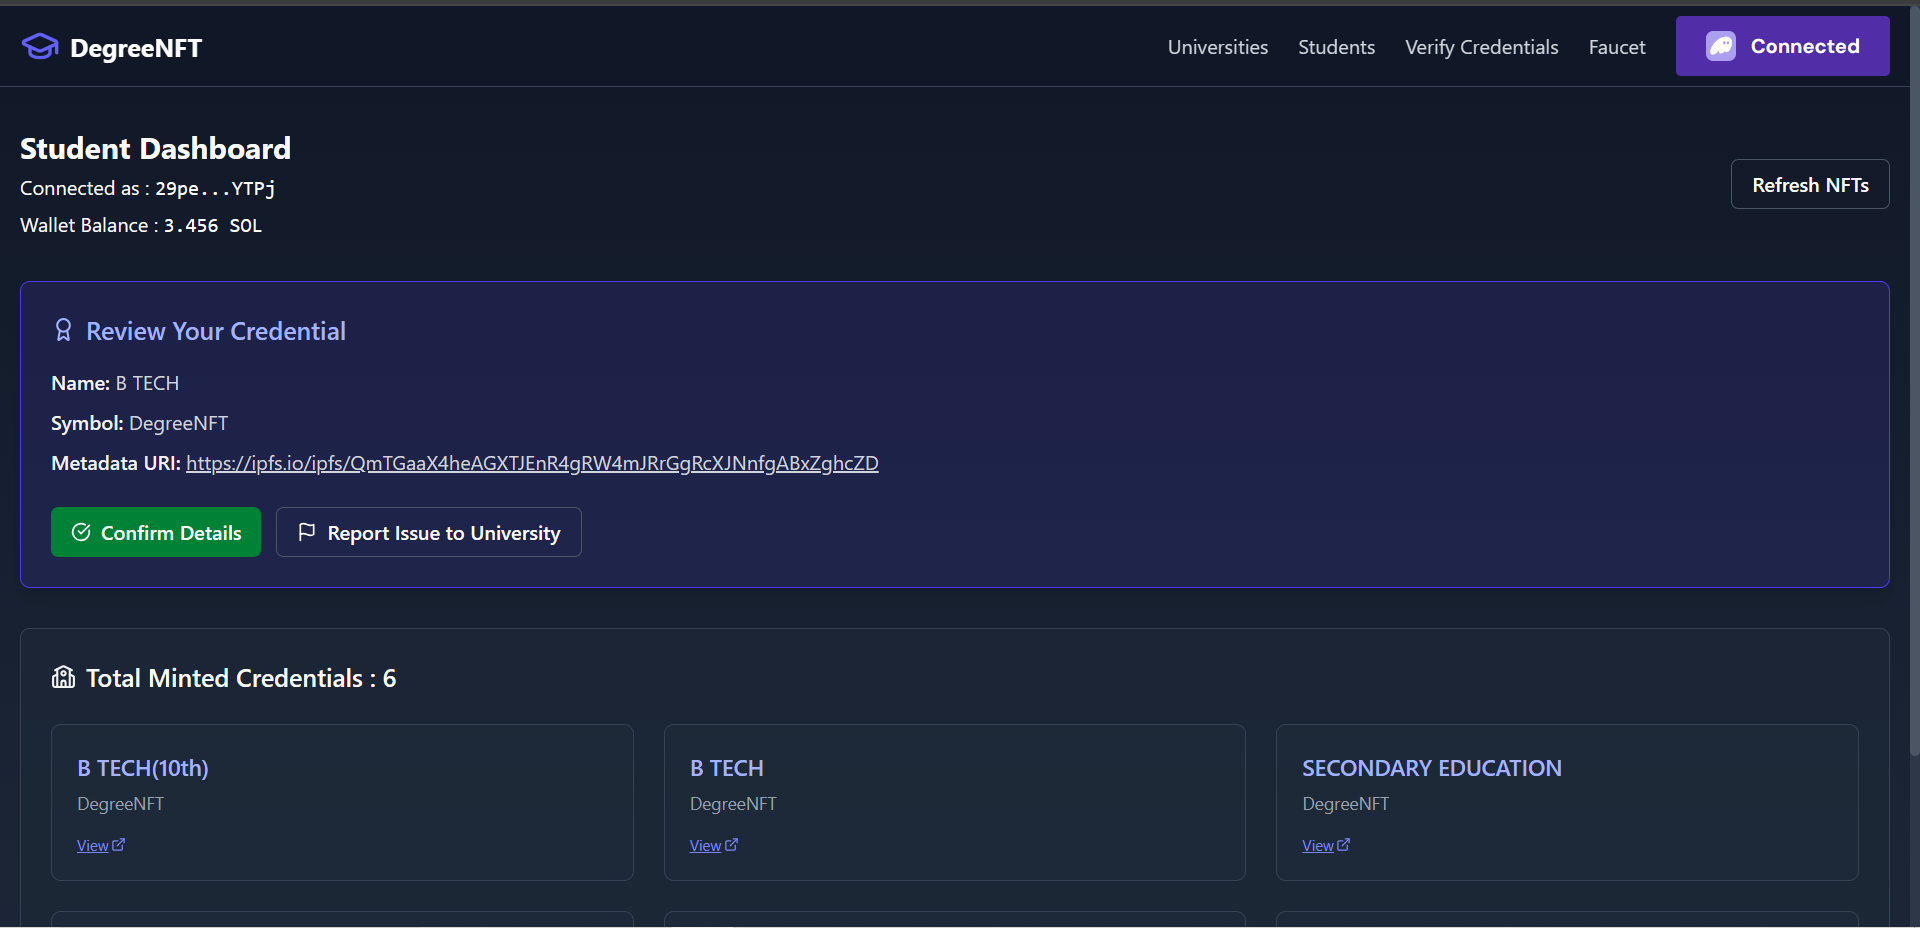 DegreeNFT
Universities
Students
Verify Credentials
Faucet
Connected
Student Dashboard
Connected as : 29pe...YTPj
Wallet Balance : 3.456 SOL
Refresh NFTs
Review Your Credential
Name: B TECH
Symbol: DegreeNFT
Metadata URI: https://ipfs.io/ipfs/QmTGaaX4heAGXTJEnR4gRW4mJRrGgRcXJNnfgABxZghcZD
Confirm Details
Report Issue to University
Total Minted Credentials : 6
B TECH(10th)
DegreeNFT
View
B TECH
DegreeNFT
View
SECONDARY EDUCATION
DegreeNFT
View